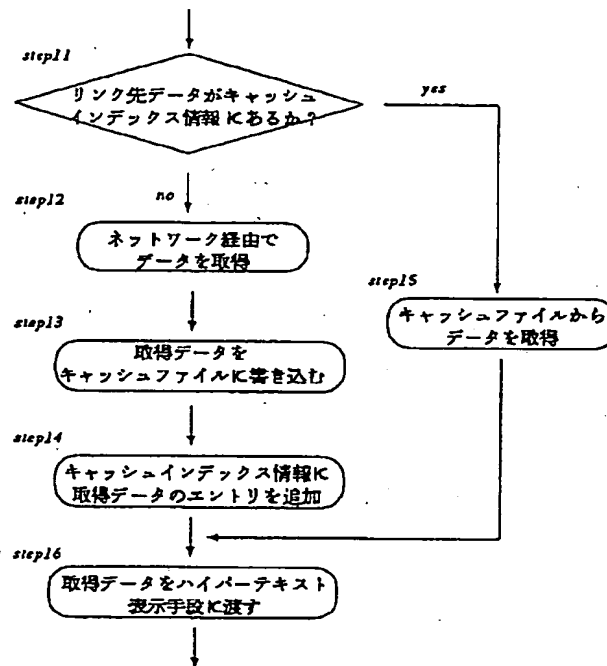 step11
リンク先データがキャッシュ
インデックス情報にあるか?
yes
no
step12
ネットワーク経由で
データを取得
step15
キャッシュファイルから
データを取得
step13
取得データを
キャッシュファイルに書き込む
step14
キャッシュインデックス情報に
取得データのエントリを追加
step16
取得データをハイパーテキスト
表示手段に渡す